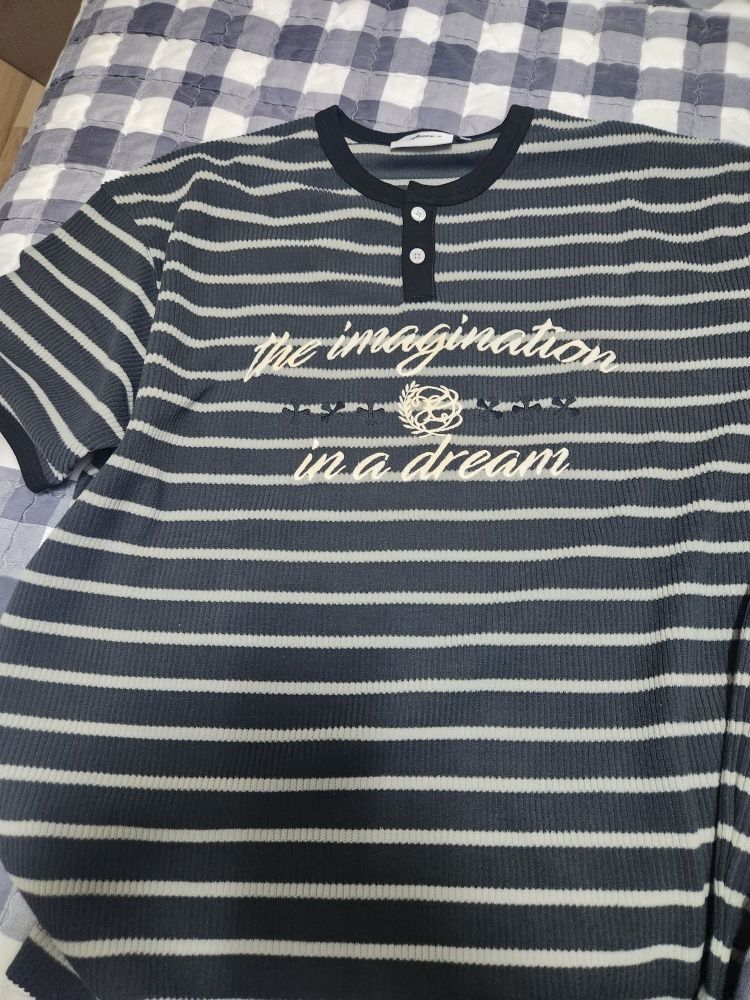 the imagination
in a dream